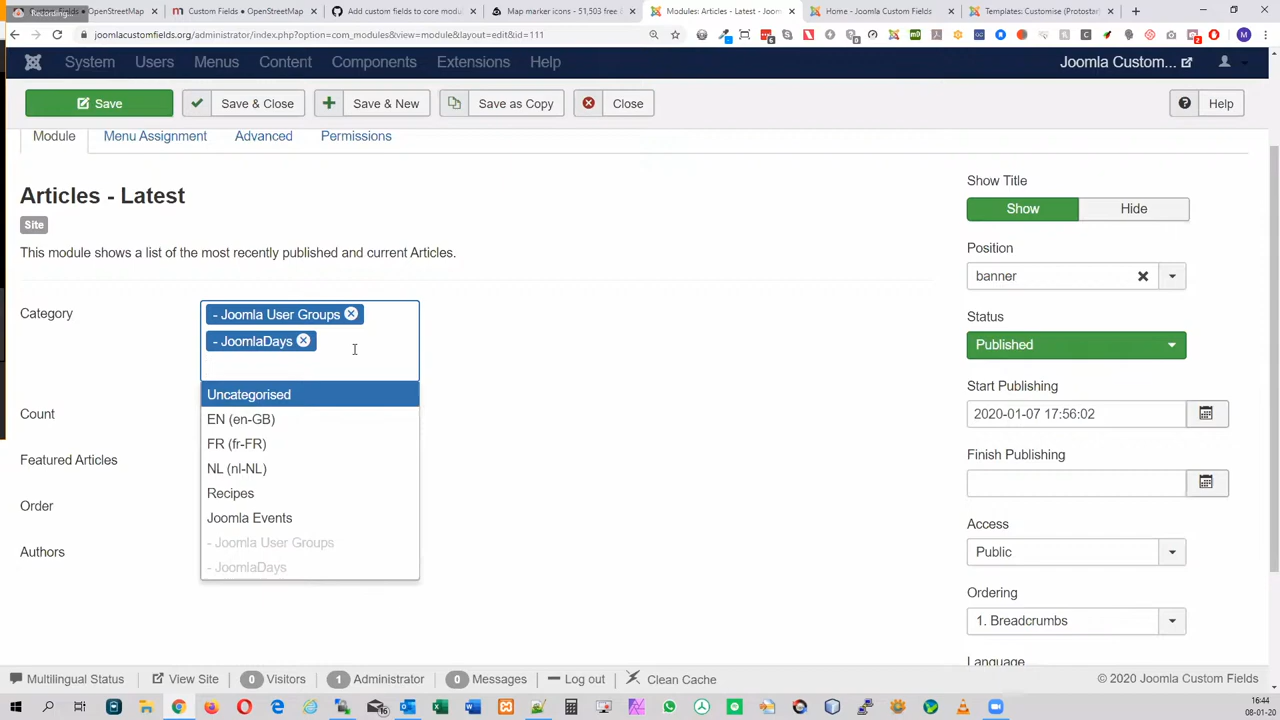 Recording...
Custom Fields • OpenStreetMap
Custom Fields • OpenStreetMap
Add custom fields to core modul
Map marker icons - 51,503 free
Modules: Articles - Latest - Joom
Home - Joomla Custom Fields
Templates: Customise (Protostar
joomlacustomfields.org/administrator/index.php?option=com_modules&view=module&layout=edit&id=111
System
Users
Menus
Content
Components
Extensions
Help
Joomla Custom...
Save
Save & Close
Save & New
Save as Copy
Close
Help
Module
Menu Assignment
Advanced
Permissions
Articles - Latest
Site
This module shows a list of the most recently published and current Articles.
Category
- Joomla User Groups
- JoomlaDays
Uncategorised
EN (en-GB)
FR (fr-FR)
NL (nl-NL)
Recipes
Joomla Events
- Joomla User Groups
- JoomlaDays
Count
Featured Articles
Order
Authors
Show Title
Show
Hide
Position
banner
Status
Published
Start Publishing
2020-01-07 17:56:02
Finish Publishing
Access
Public
Ordering
1. Breadcrumbs
Language
Multilingual Status
View Site
0 Visitors
1 Administrator
0 Messages
Log out
Clean Cache
© 2020 Joomla Custom Fields
16:44
08-01-20